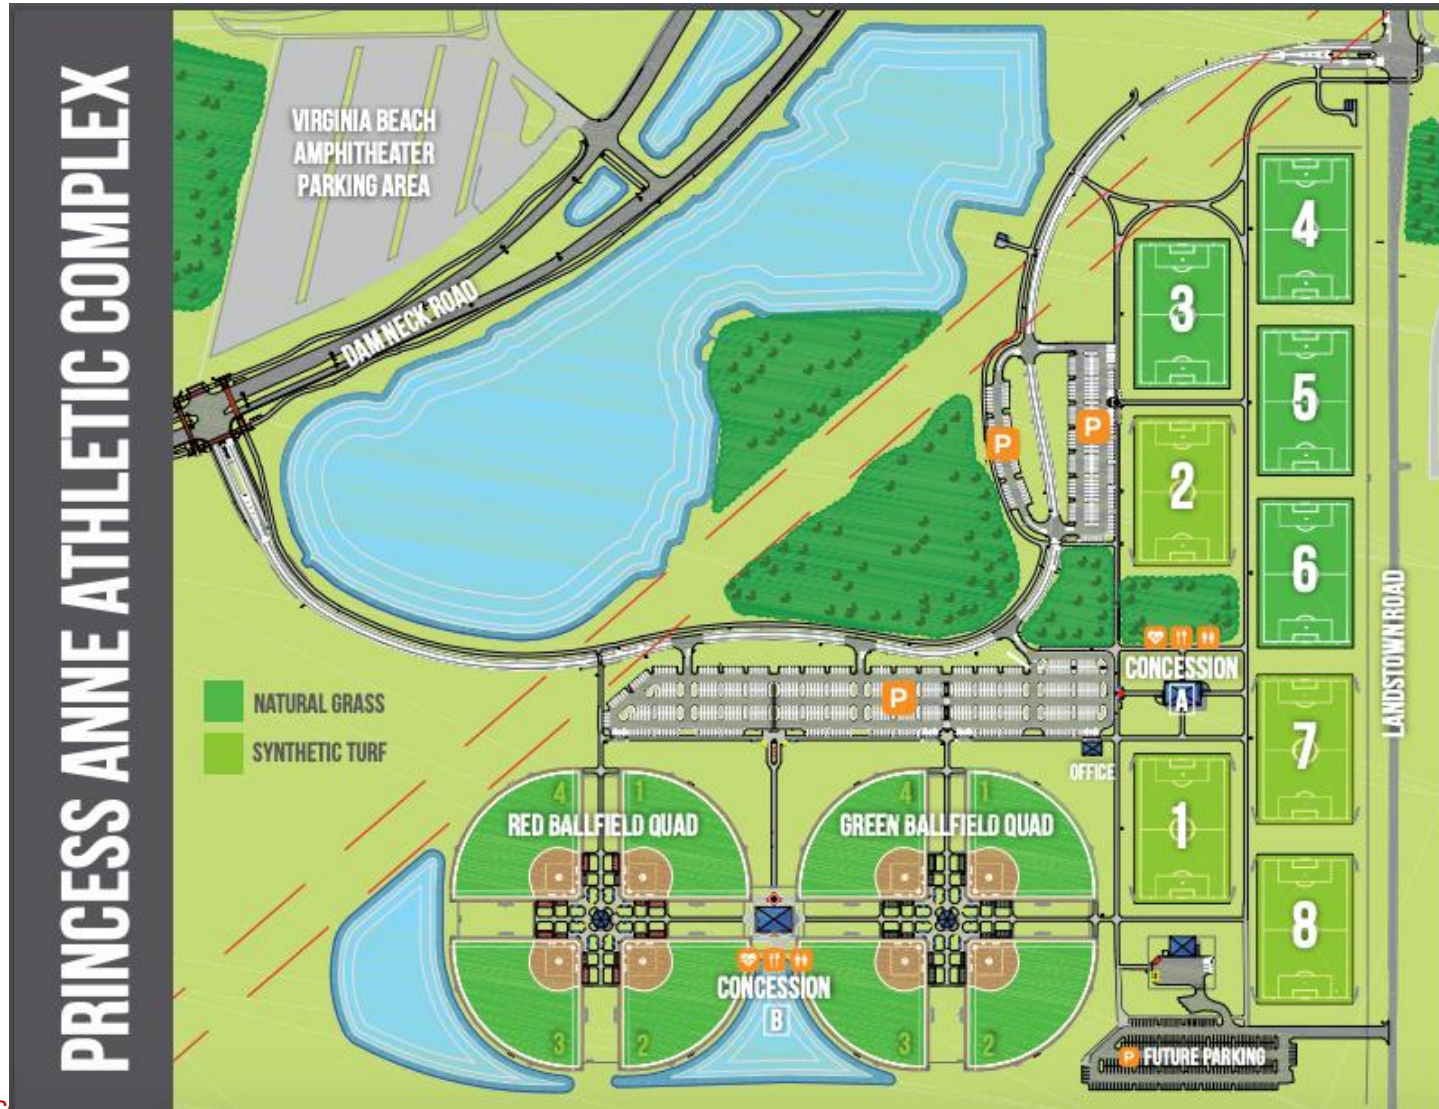 PRINCESS ANNE ATHLETIC COMPLEX
VIRGINIA BEACH
AMPHITHEATER
PARKING AREA
DAM NECK ROAD
4
3
5
P
P
2
6
LANDSTOWN ROAD
CONCESSION
A
P
NATURAL GRASS
SYNTHETIC TURF
OFFICE
7
1
8
4
1
RED BALLFIELD QUAD
3
2
4
1
GREEN BALLFIELD QUAD
3
2
CONCESSION
B
P FUTURE PARKING